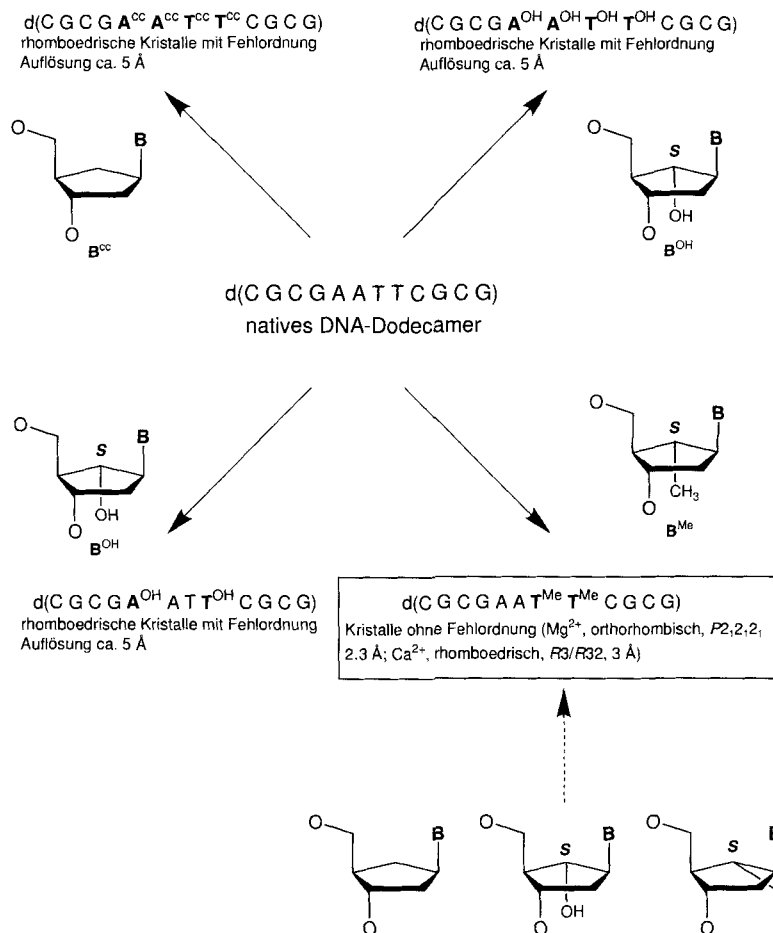 d(C G C G A^cc A^cc T^cc T^cc C G C G)
rhomboedrische Kristalle mit Fehlordnung
Auflösung ca. 5 Å
d(C G C G A^OH A^OH T^OH T^OH C G C G)
rhomboedrische Kristalle mit Fehlordnung
Auflösung ca. 5 Å
O
B
O
B^cc
O
B
S
OH
O
B^OH
d(C G C G A A T T C G C G)
natives DNA-Dodecamer
O
S
B
OH
O
B^OH
O
B
S
CH₃
O
B^Me
d(C G C G A^OH A T T^OH C G C G)
rhomboedrische Kristalle mit Fehlordnung
Auflösung ca. 5 Å
d(C G C G A A T^Me T^Me C G C G)
Kristalle ohne Fehlordnung (Mg²⁺, orthorhombisch, P2₁2₁2₁
2.3 Å; Ca²⁺, rhomboedrisch, R3/R32, 3 Å)
O
B
O
O
B
S
OH
O
O
B
S
O